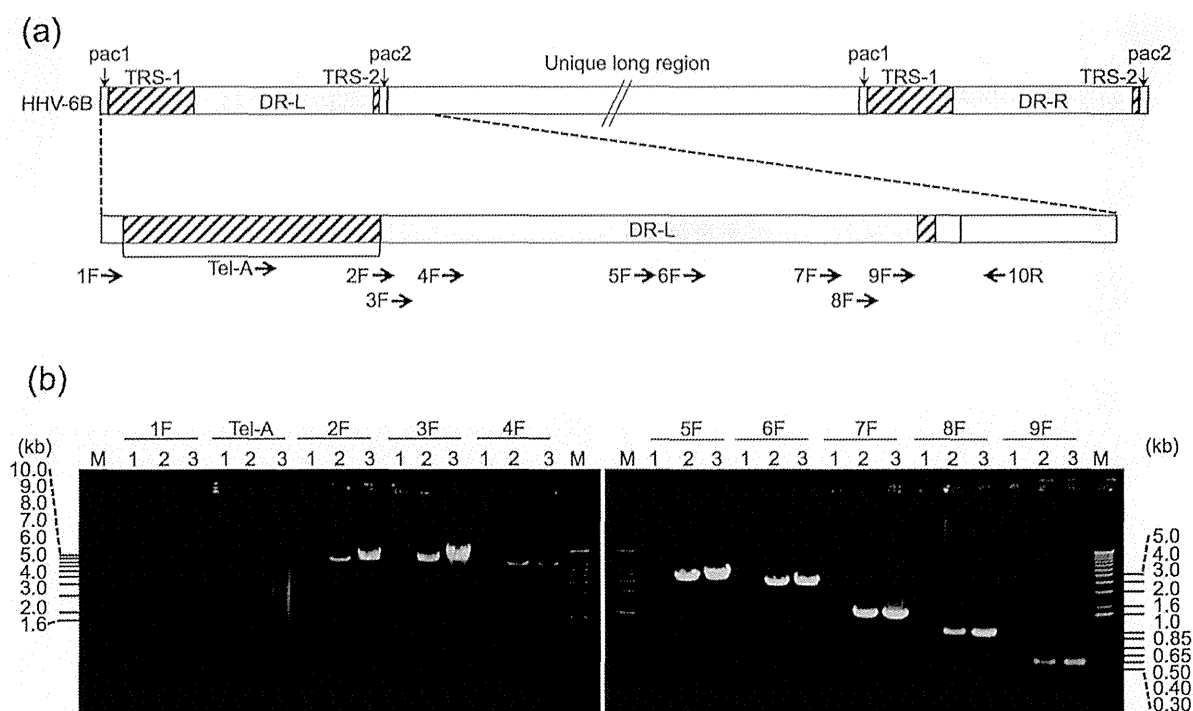 (a)
pac1 pac2 Unique long region pac1 pac2
TRS-1 TRS-2 TRS-1 TRS-2
HHV-6B DR-L DR-R
DR-L
1F Tel-A 2F 4F 5F 6F 7F 9F 10R
3F 8F
(b)
1F Tel-A 2F 3F 4F 5F 6F 7F 8F 9F
(kb) (kb)
M 1 2 3 1 2 3 1 2 3 1 2 3 1 2 3 M M 1 2 3 1 2 3 1 2 3 1 2 3 1 2 3 M
10.0
9.0
8.0
7.0
6.0
5.0
4.0
3.0
2.0
1.6
5.0
4.0
3.0
2.0
1.6
1.0
0.85
0.65
0.50
0.40
0.30